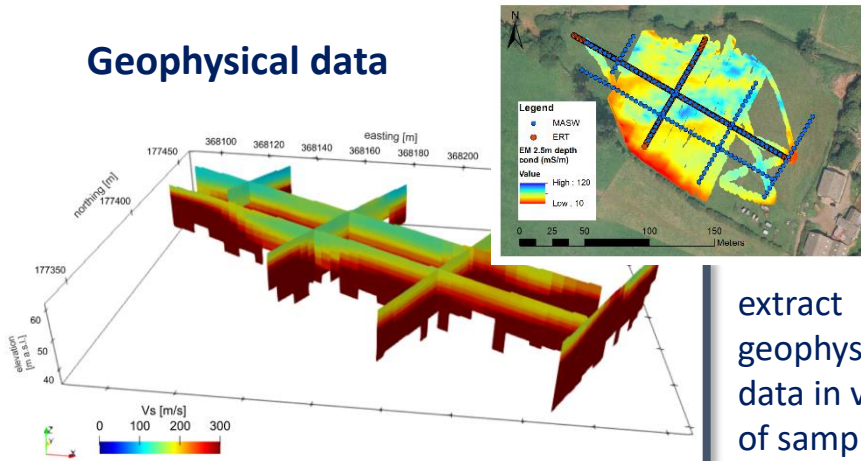 Geophysical data
N
Legend
MASW
ERT
EM 2.5m depth
cond (mS/m)
Value
High : 120
Low : 10
0 25 50 100 150
Meters
easting [m]
368100 368120 368140 368160 368180 368200
northing [m]
177450
177400
177350
60
50
40
elevation
[m a.s.l.]
Vs [m/s]
0 100 200 300
Z
Y
X
extract
geophys
data in v
of samp